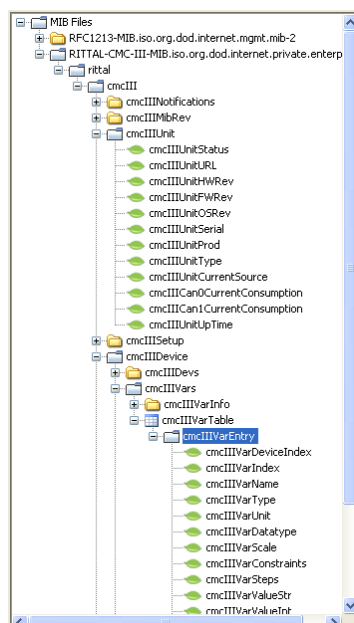 MIB Files
RFC1213-MIB.iso.org.dod.internet.mgmt.mib-2
RITTAL-CMC-III-MIB.iso.org.dod.internet.private.enterp
rittal
cmcIII
cmcIIINotifications
cmcIIIMibRev
cmcIIIUnit
cmcIIIUnitStatus
cmcIIIUnitURL
cmcIIIUnitHWRev
cmcIIIUnitFWRev
cmcIIIUnitOSRev
cmcIIIUnitSerial
cmcIIIUnitProd
cmcIIIUnitType
cmcIIIUnitCurrentSource
cmcIIICan0CurrentConsumption
cmcIIICan1CurrentConsumption
cmcIIIUnitUpTime
cmcIIISetup
cmcIIIDevice
cmcIIIDevs
cmcIIIVars
cmcIIIVarInfo
cmcIIIVarTable
cmcIIIVarEntry
cmcIIIVarDeviceIndex
cmcIIIVarIndex
cmcIIIVarName
cmcIIIVarType
cmcIIIVarUnit
cmcIIIVarDatatype
cmcIIIVarScale
cmcIIIVarConstraints
cmcIIIVarSteps
cmcIIIVarValueStr
cmcIIIVarValueInt